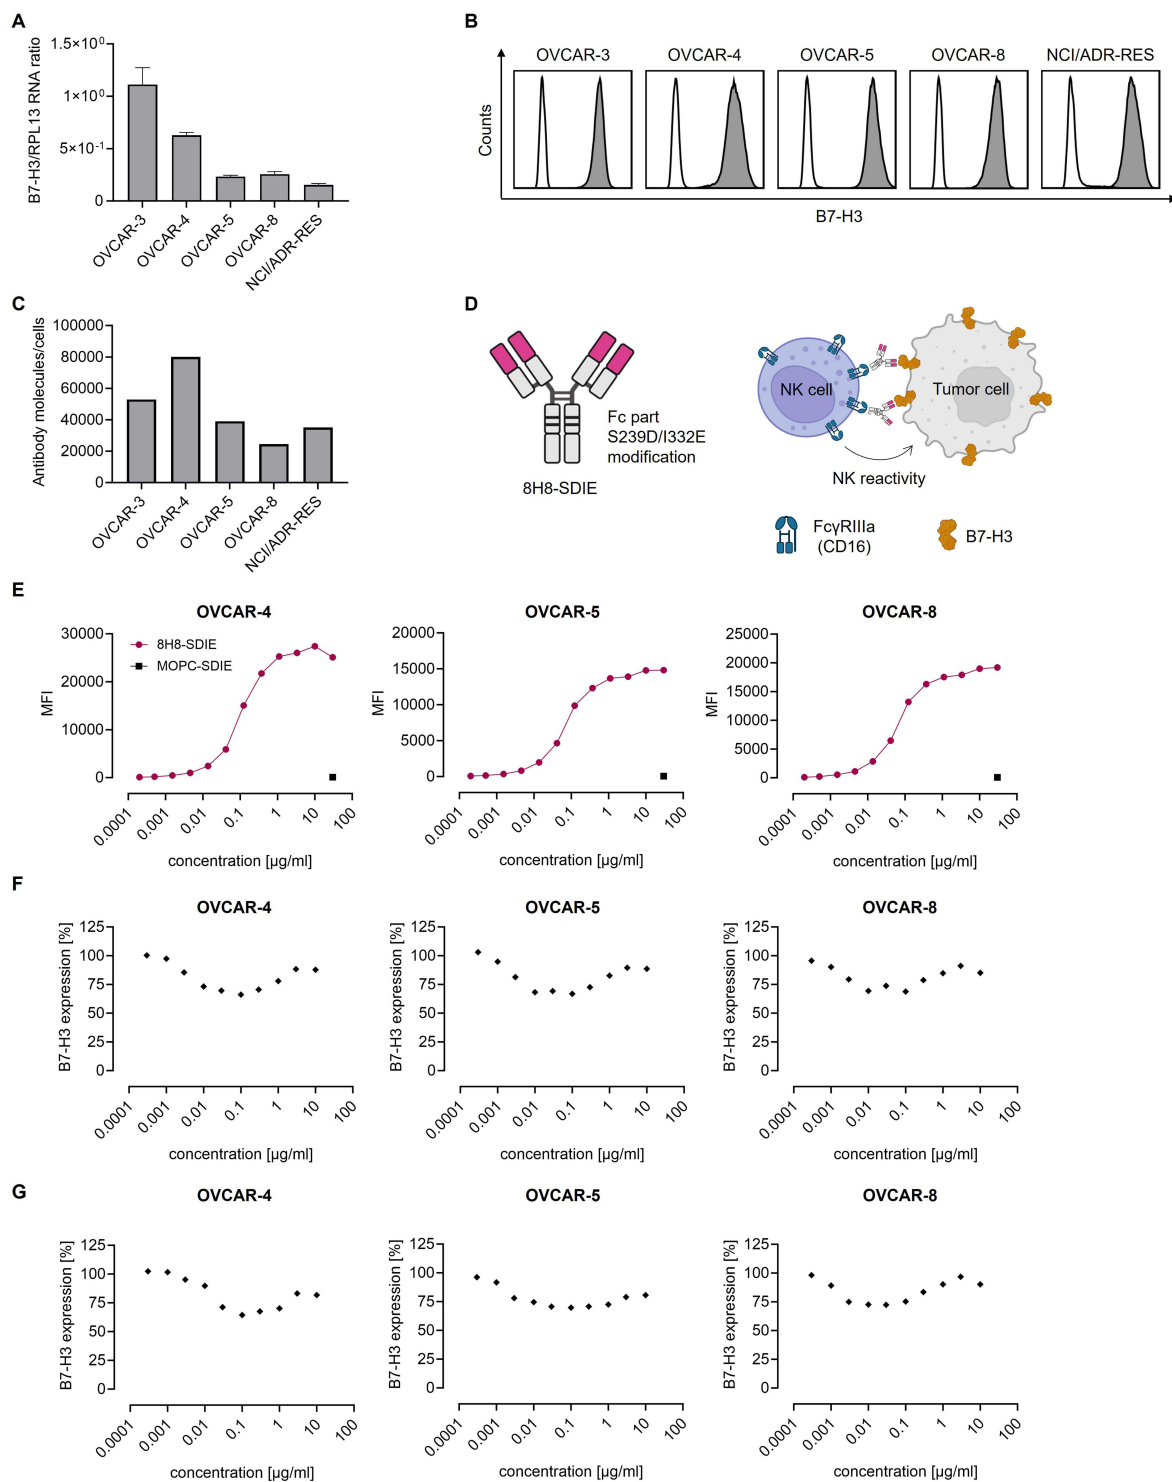 A
B7-H3/RPL13 RNA ratio
1.5×10⁰
1×10⁰
5×10⁻¹
0
OVCAR-3
OVCAR-4
OVCAR-5
OVCAR-8
NCI/ADR-RES
B
OVCAR-3
OVCAR-4
OVCAR-5
OVCAR-8
NCI/ADR-RES
Counts
B7-H3
C
Antibody molecules/cells
100000
80000
60000
40000
20000
0
OVCAR-3
OVCAR-4
OVCAR-5
OVCAR-8
NCI/ADR-RES
D
Fc part
S239D/I332E
modification
8H8-SDIE
NK cell
Tumor cell
NK reactivity
FcγRIIIa
(CD16)
B7-H3
E
OVCAR-4
MFI
30000
20000
10000
0
8H8-SDIE
MOPC-SDIE
0.0001
0.001
0.01
0.1
1
10
100
concentration [µg/ml]
OVCAR-5
MFI
20000
15000
10000
5000
0
0.0001
0.001
0.01
0.1
1
10
100
concentration [µg/ml]
OVCAR-8
MFI
25000
20000
15000
10000
5000
0
0.0001
0.001
0.01
0.1
1
10
100
concentration [µg/ml]
F
OVCAR-4
B7-H3 expression [%]
125
100
75
50
25
0
0.0001
0.001
0.01
0.1
1
10
100
concentration [µg/ml]
OVCAR-5
B7-H3 expression [%]
125
100
75
50
25
0
0.0001
0.001
0.01
0.1
1
10
100
concentration [µg/ml]
OVCAR-8
B7-H3 expression [%]
125
100
75
50
25
0
0.0001
0.001
0.01
0.1
1
10
100
concentration [µg/ml]
G
OVCAR-4
B7-H3 expression [%]
125
100
75
50
25
0
0.0001
0.001
0.01
0.1
1
10
100
concentration [µg/ml]
OVCAR-5
B7-H3 expression [%]
125
100
75
50
25
0
0.0001
0.001
0.01
0.1
1
10
100
concentration [µg/ml]
OVCAR-8
B7-H3 expression [%]
125
100
75
50
25
0
0.0001
0.001
0.01
0.1
1
10
100
concentration [µg/ml]